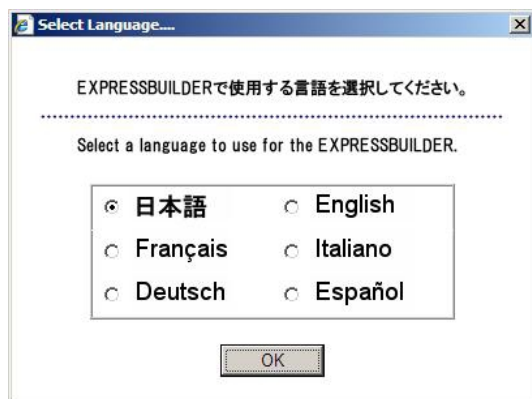 Select Language....
EXPRESSBUILDERで使用する言語を選択してください。
Select a language to use for the EXPRESSBUILDER.
日本語 English
Français Italiano
Deutsch Español
OK